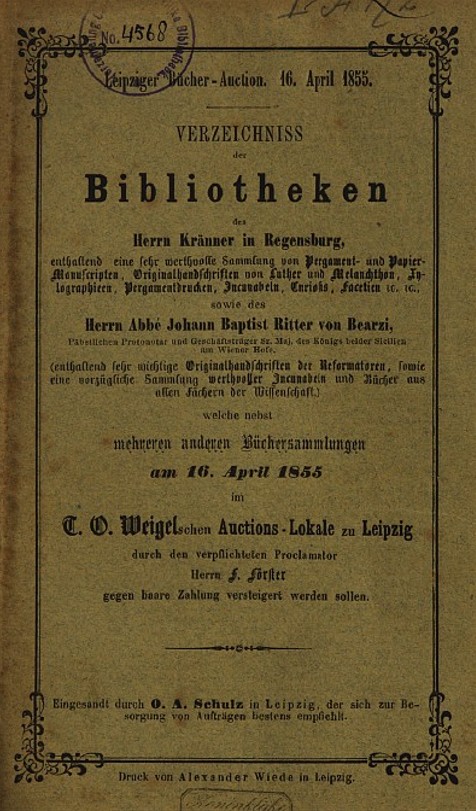 No. 4568
Leipziger Bücher-Auction. 16. April 1855.
VERZEICHNISS
der
Bibliotheken
des
Herrn Kränner in Regensburg,
enthaltend eine sehr werthvolle Sammlung von Pergament- und Papier-
Manuscripten, Originalhandschriften von Luther und Melanchthon, Xy-
lographieen, Pergamentdrucken, Incunabeln, Curiosis, Facetien ꝛc. ꝛc.,
sowie des
Herrn Abbé Johann Baptist Ritter von Bearzi,
Päbstlichen Protonotar und Geschäftsträger Sr. Maj. des Königs beider Sicilien
am Wiener Hofe.
(enthaltend sehr wichtige Originalhandschriften der Reformatoren, sowie
eine vorzügliche Sammlung werthvoller Incunabeln und Bücher aus
allen Fächern der Wissenschaft.)
welche nebst
mehreren anderen Büchersammlungen
am 16. April 1855
im
T. O. Weigelschen Auctions-Lokale zu Leipzig
durch den verpflichteten Proclamator
Herrn F. Förster
gegen baare Zahlung versteigert werden sollen.
Eingesandt durch O. A. Schulz in Leipzig, der sich zur Be-
sorgung von Aufträgen bestens empfiehlt.
Druck von Alexander Wiede in Leipzig.